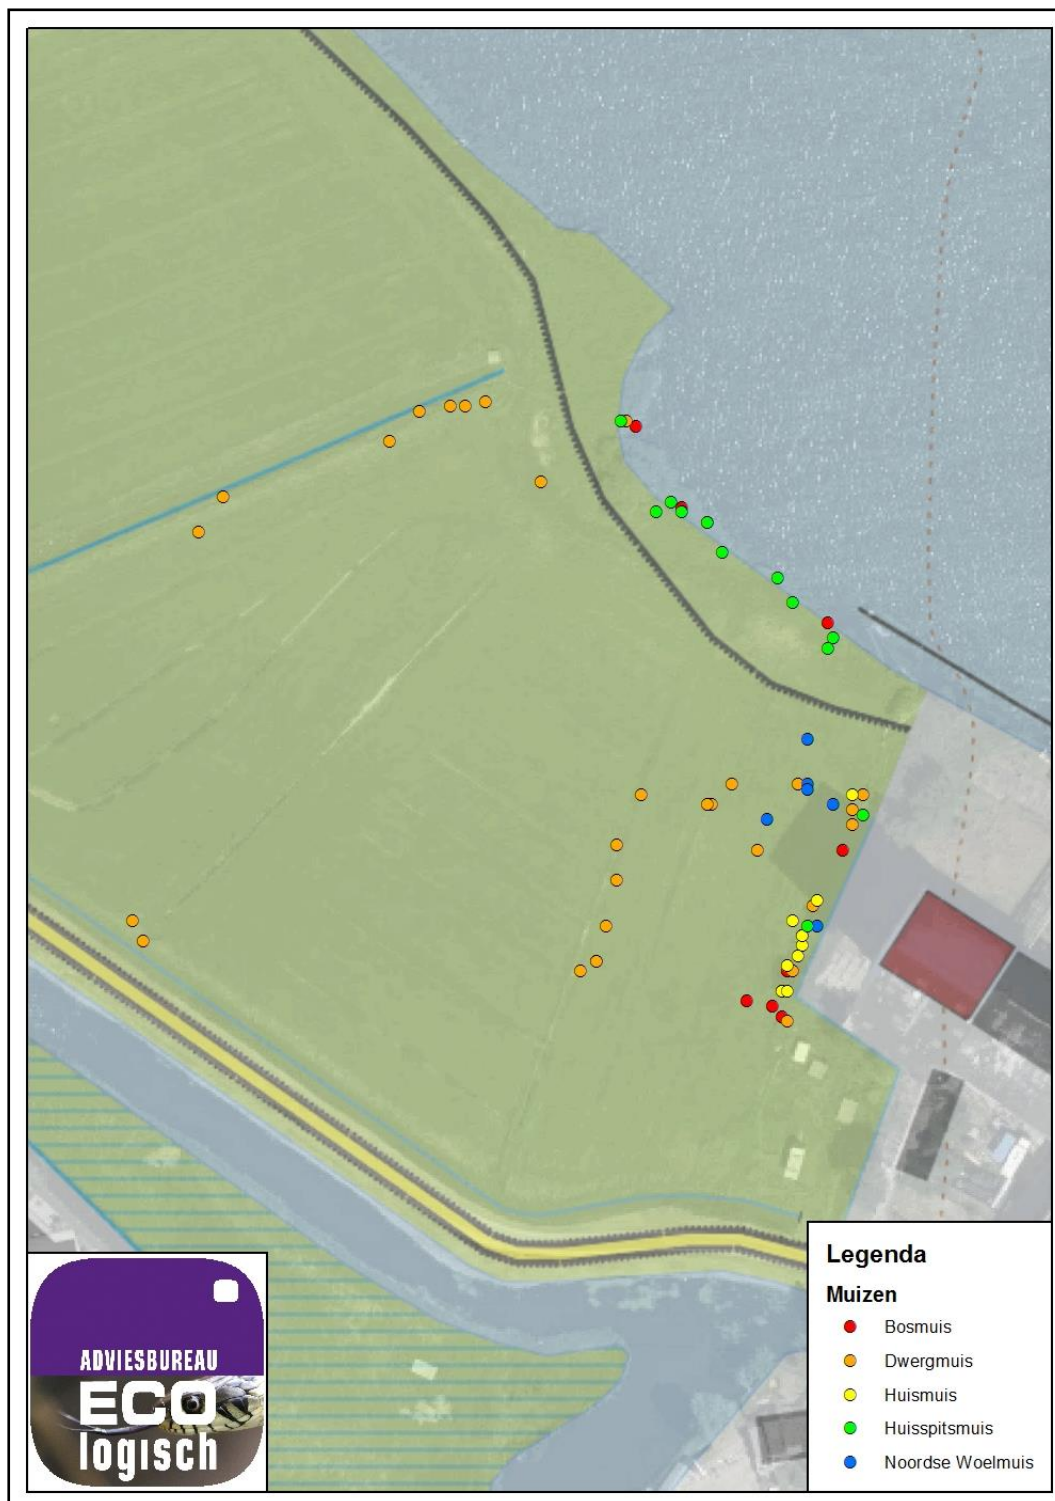 Legenda
Muizen
Bosmuis
Dwergmuis
Huismuis
Huisspitsmuis
Noordse Woelmuis
ADVIESBUREAU
ECO
logisch